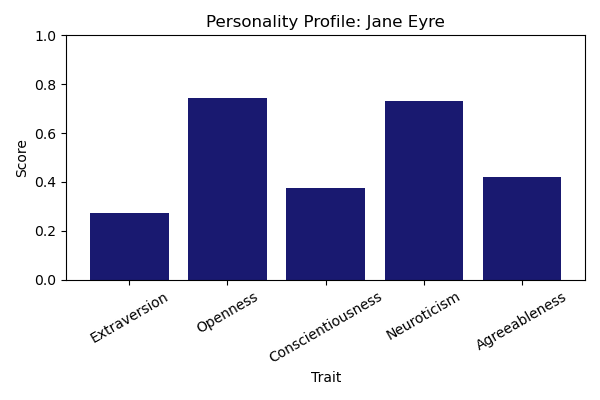 Personality Profile: Jane Eyre
Score
1.0
0.8
0.6
0.4
0.2
0.0
Extraversion
Openness
Conscientiousness
Neuroticism
Agreeableness
Trait